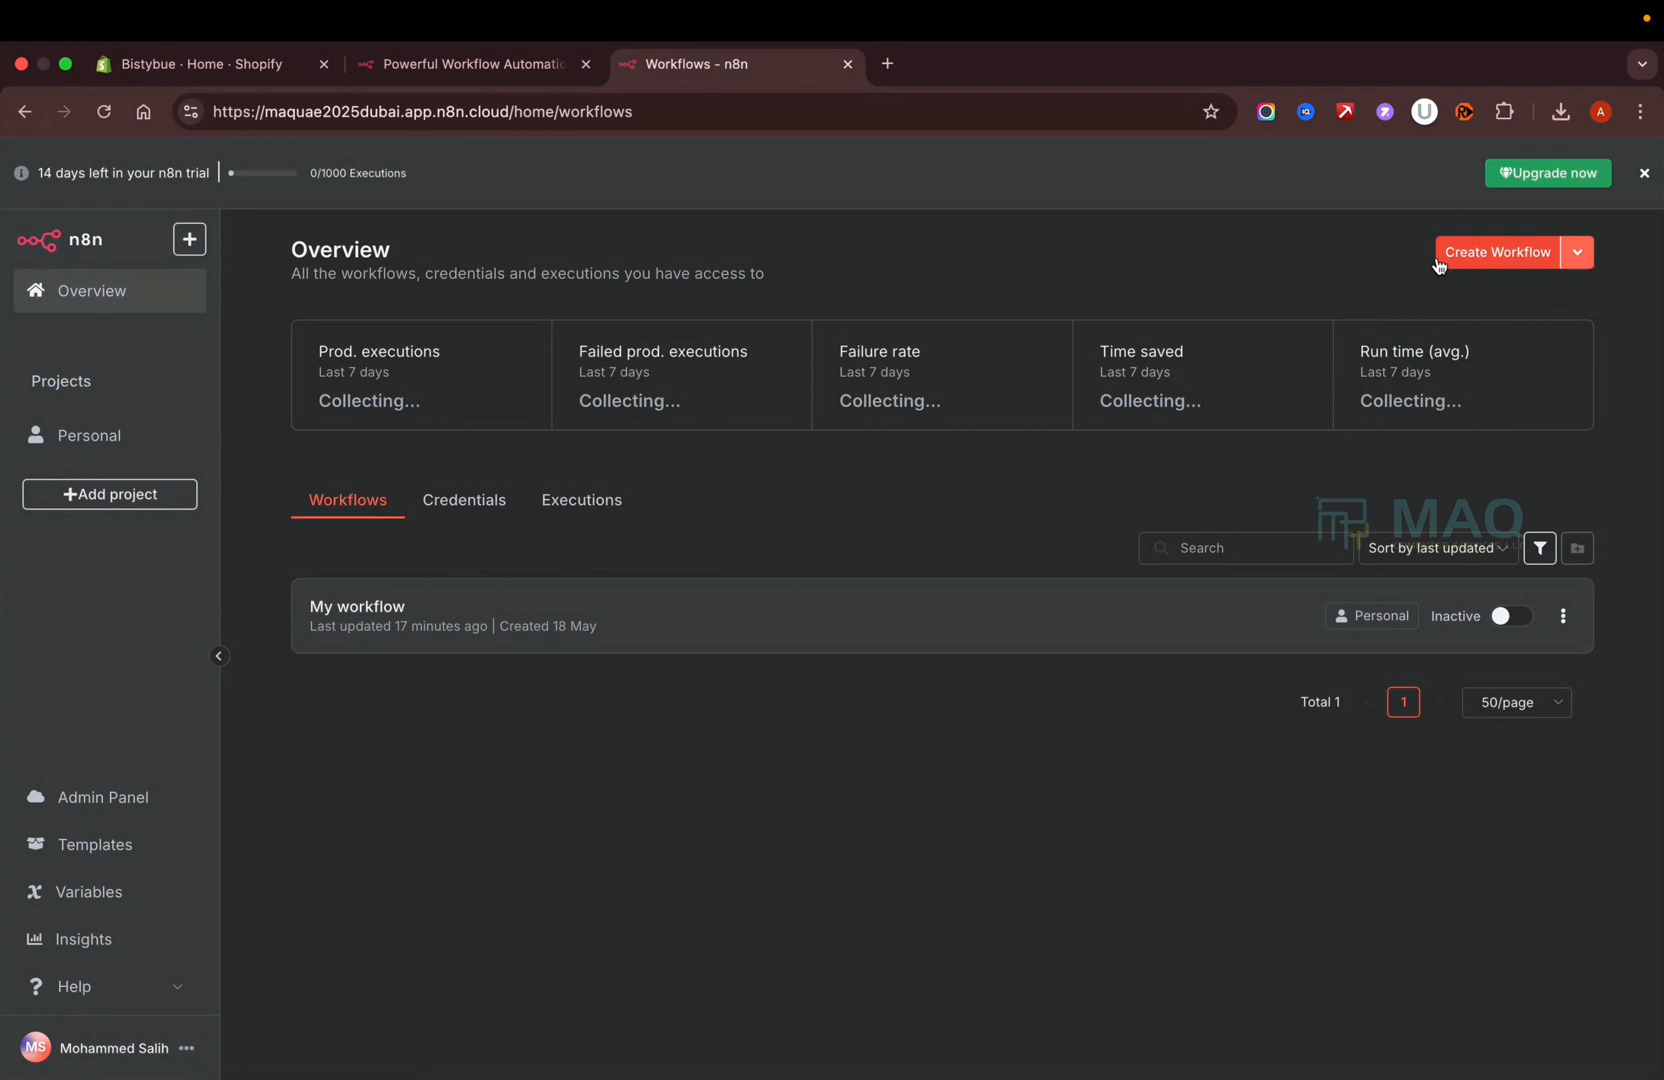 Bistybue · Home · Shopify
Powerful Workflow Automatio
Workflows - n8n
https://maquae2025dubai.app.n8n.cloud/home/workflows
A
14 days left in your n8n trial
0/1000 Executions
Upgrade now
n8n
Overview
Projects
Personal
Add project
Admin Panel
Templates
Variables
Insights
Help
MS
Mohammed Salih
Overview
All the workflows, credentials and executions you have access to
Create Workflow
Prod. executions
Last 7 days
Collecting...
Failed prod. executions
Last 7 days
Collecting...
Failure rate
Last 7 days
Collecting...
Time saved
Last 7 days
Collecting...
Run time (avg.)
Last 7 days
Collecting...
Workflows
Credentials
Executions
MAQ
Search
Sort by last updated
My workflow
Last updated 17 minutes ago | Created 18 May
Personal
Inactive
Total 1
1
50/page